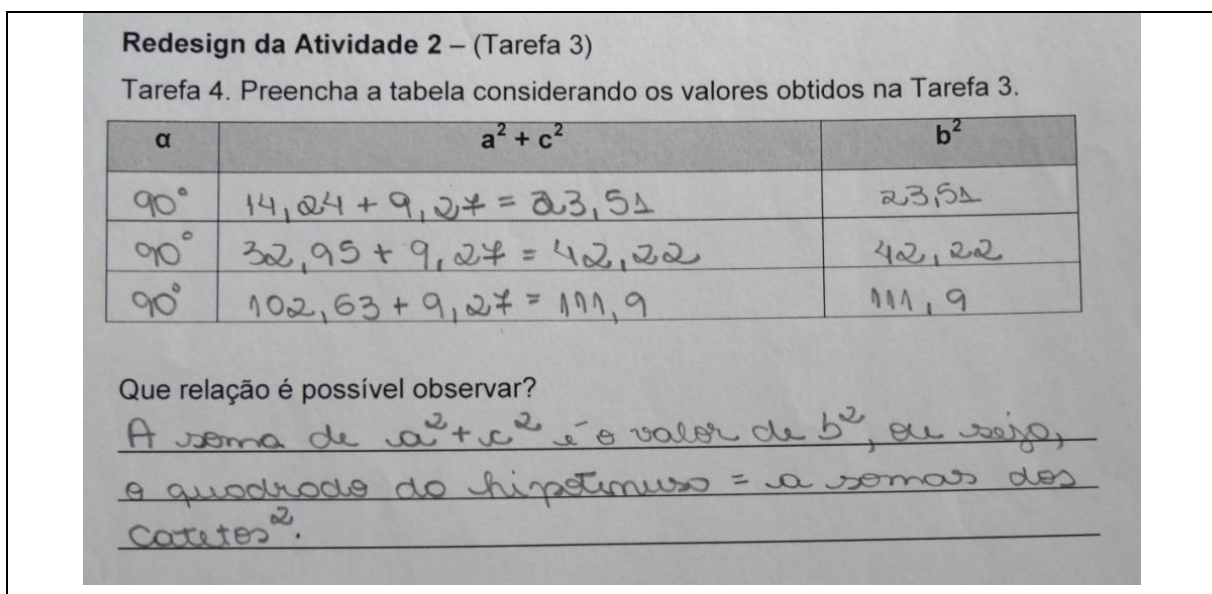 Redesign da Atividade 2 – (Tarefa 3)
Tarefa 4. Preencha a tabela considerando os valores obtidos na Tarefa 3.
α a² + c² b²
90° 14,24 + 9,27 = 23,51 23,51
90° 32,95 + 9,27 = 42,22 42,22
90° 102,63 + 9,27 = 111,9 111,9
Que relação é possível observar?
A soma de a²+c² é o valor de b², ou seja,
o quadrado da hipotenusa = a somas dos
catetos².